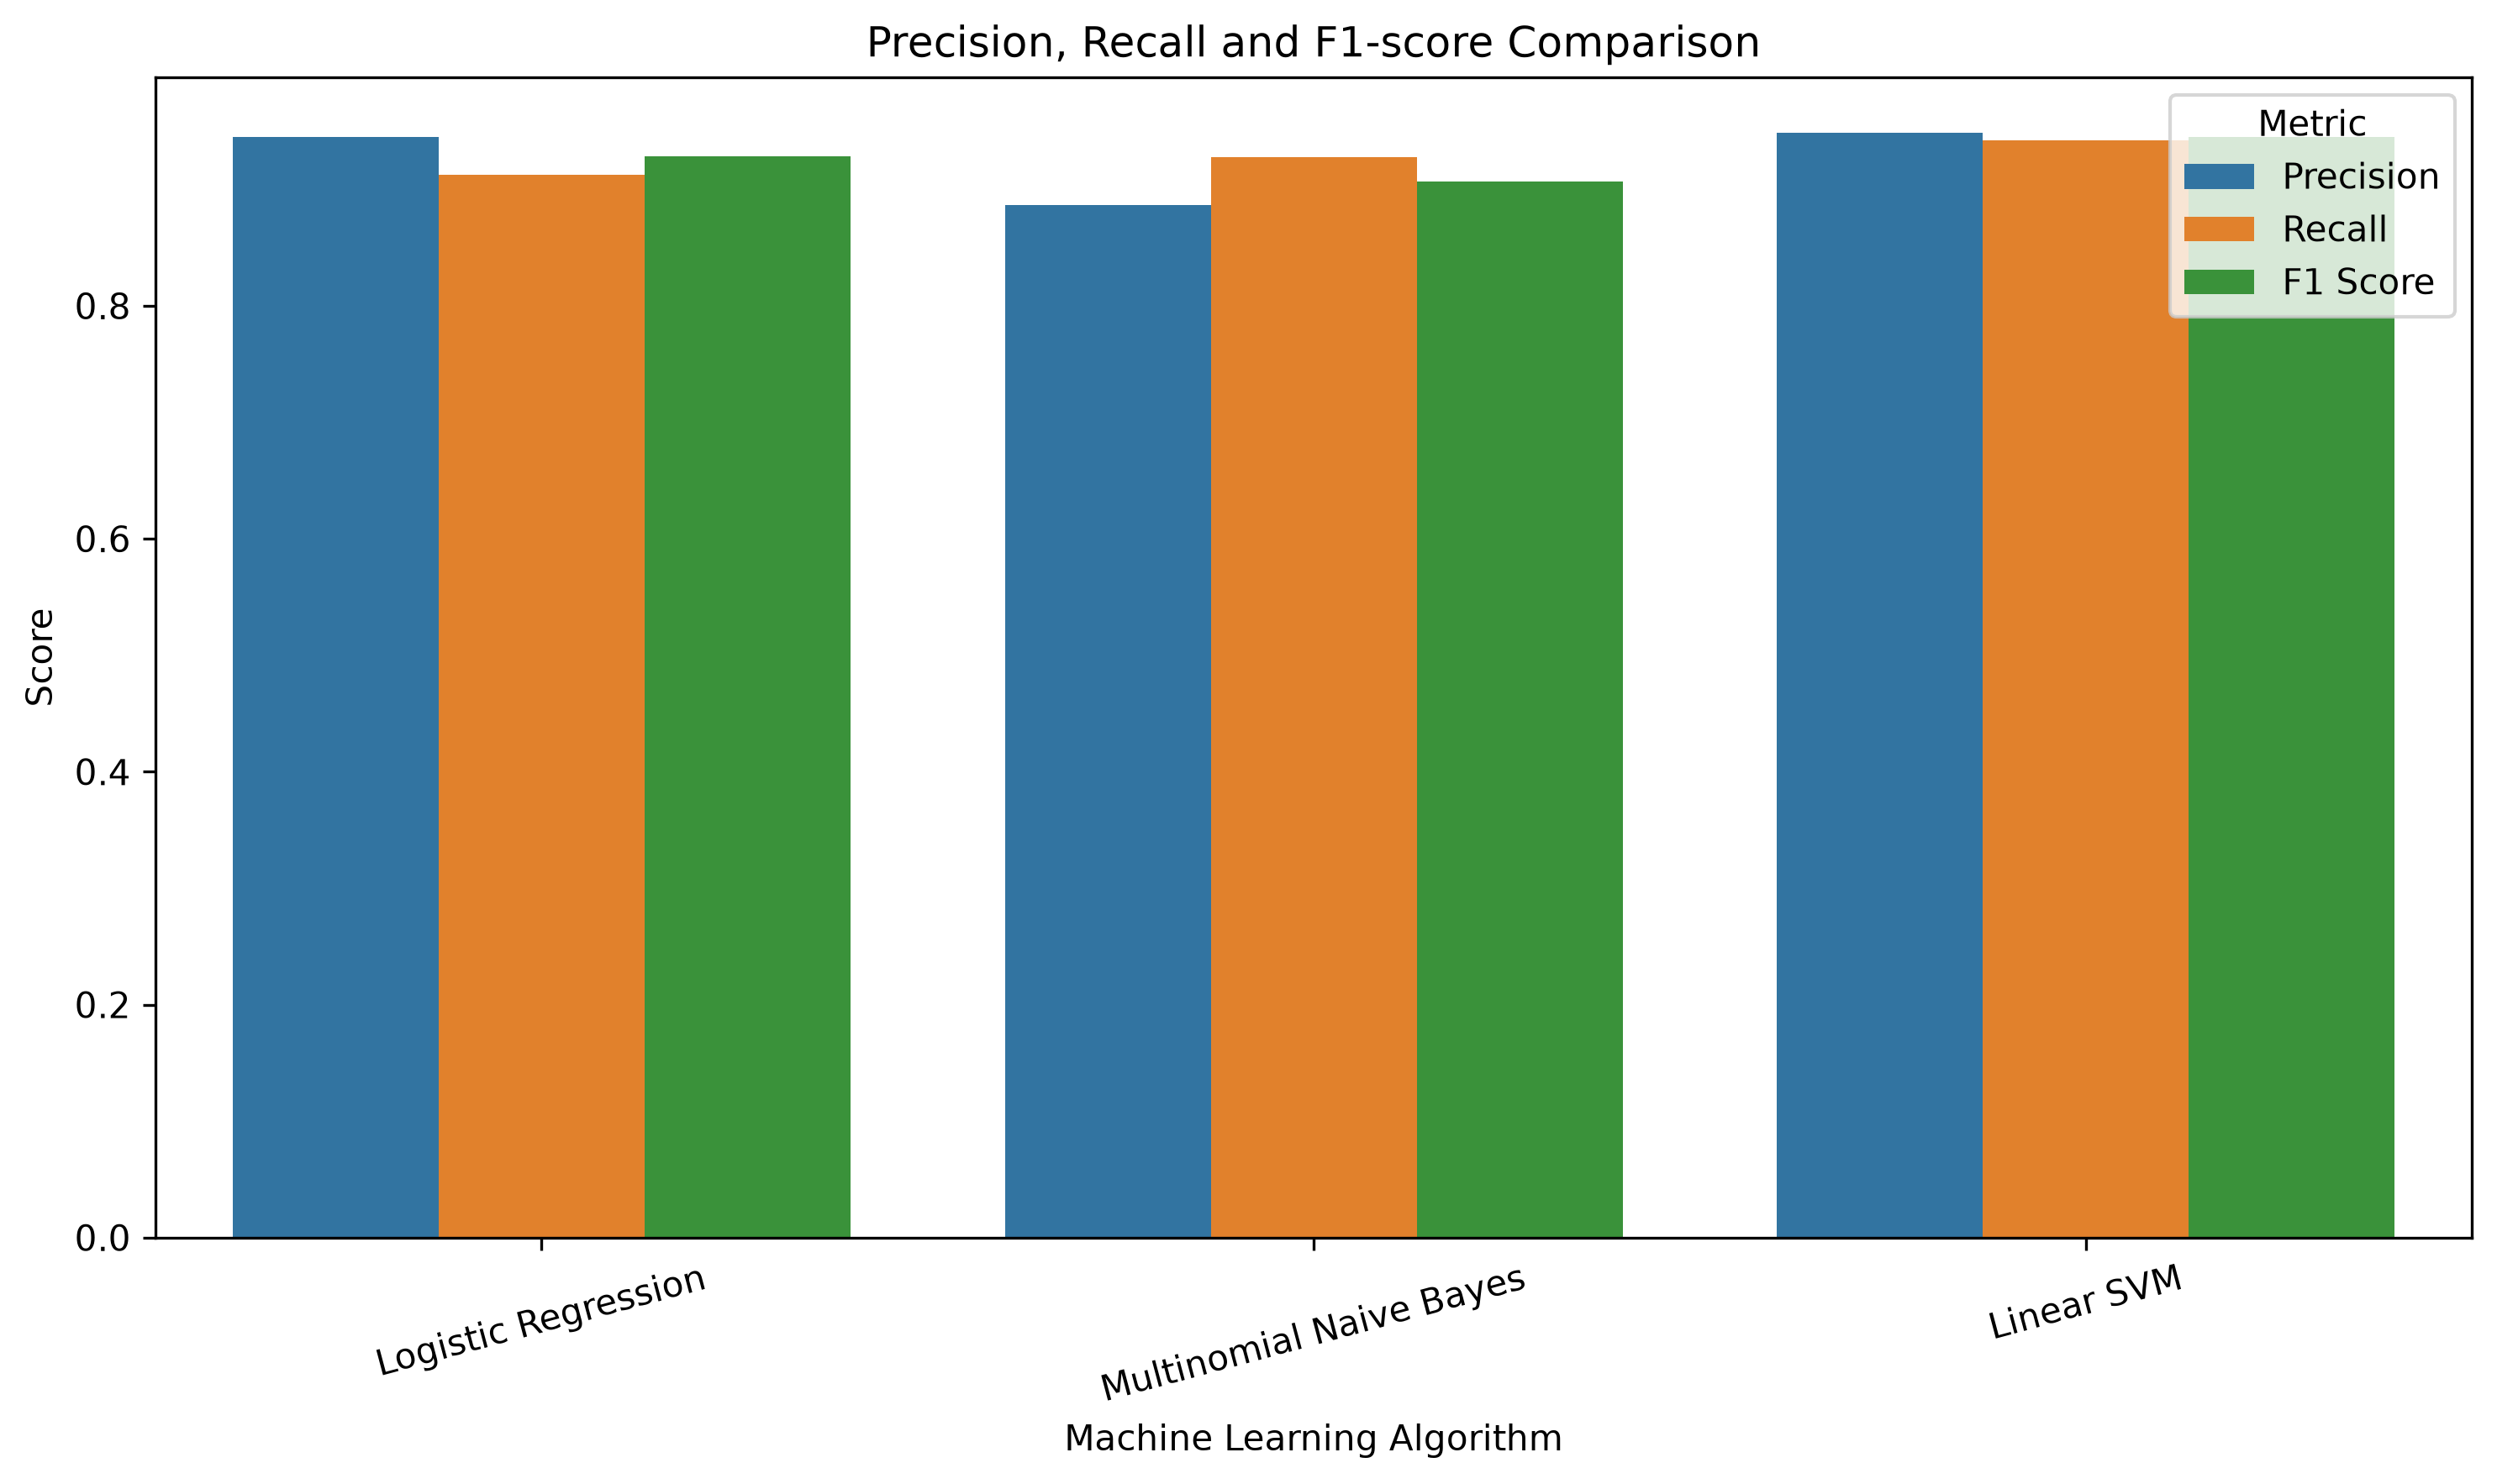 Precision, Recall and F1-score Comparison
Metric
Precision
Recall
F1 Score
Score
0.8
0.6
0.4
0.2
0.0
Logistic Regression
Multinomial Naive Bayes
Linear SVM
Machine Learning Algorithm